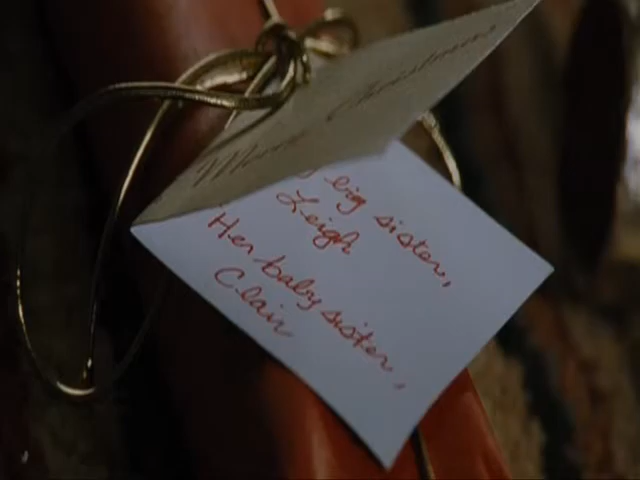 Merry Christmas
big sister,
Leigh
Her baby sister,
Clair